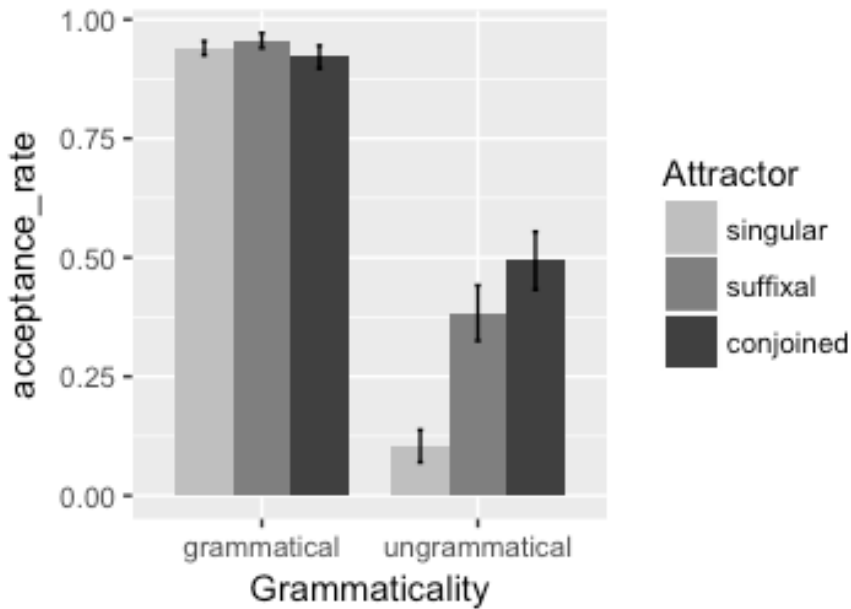 1.00
0.75
0.50
0.25
0.00
acceptance_rate
grammatical
ungrammatical
Grammaticality
Attractor
singular
suffixal
conjoined